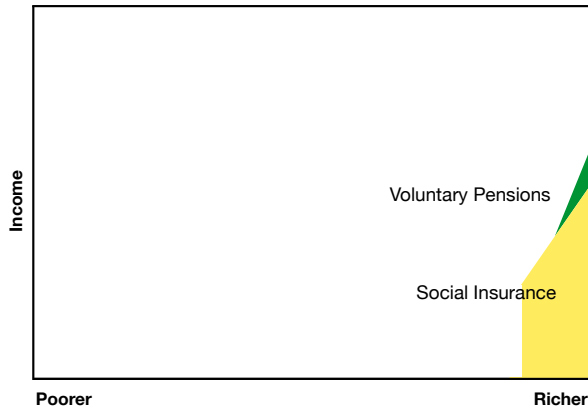 Income
Voluntary Pensions
Social Insurance
Poorer
Richer